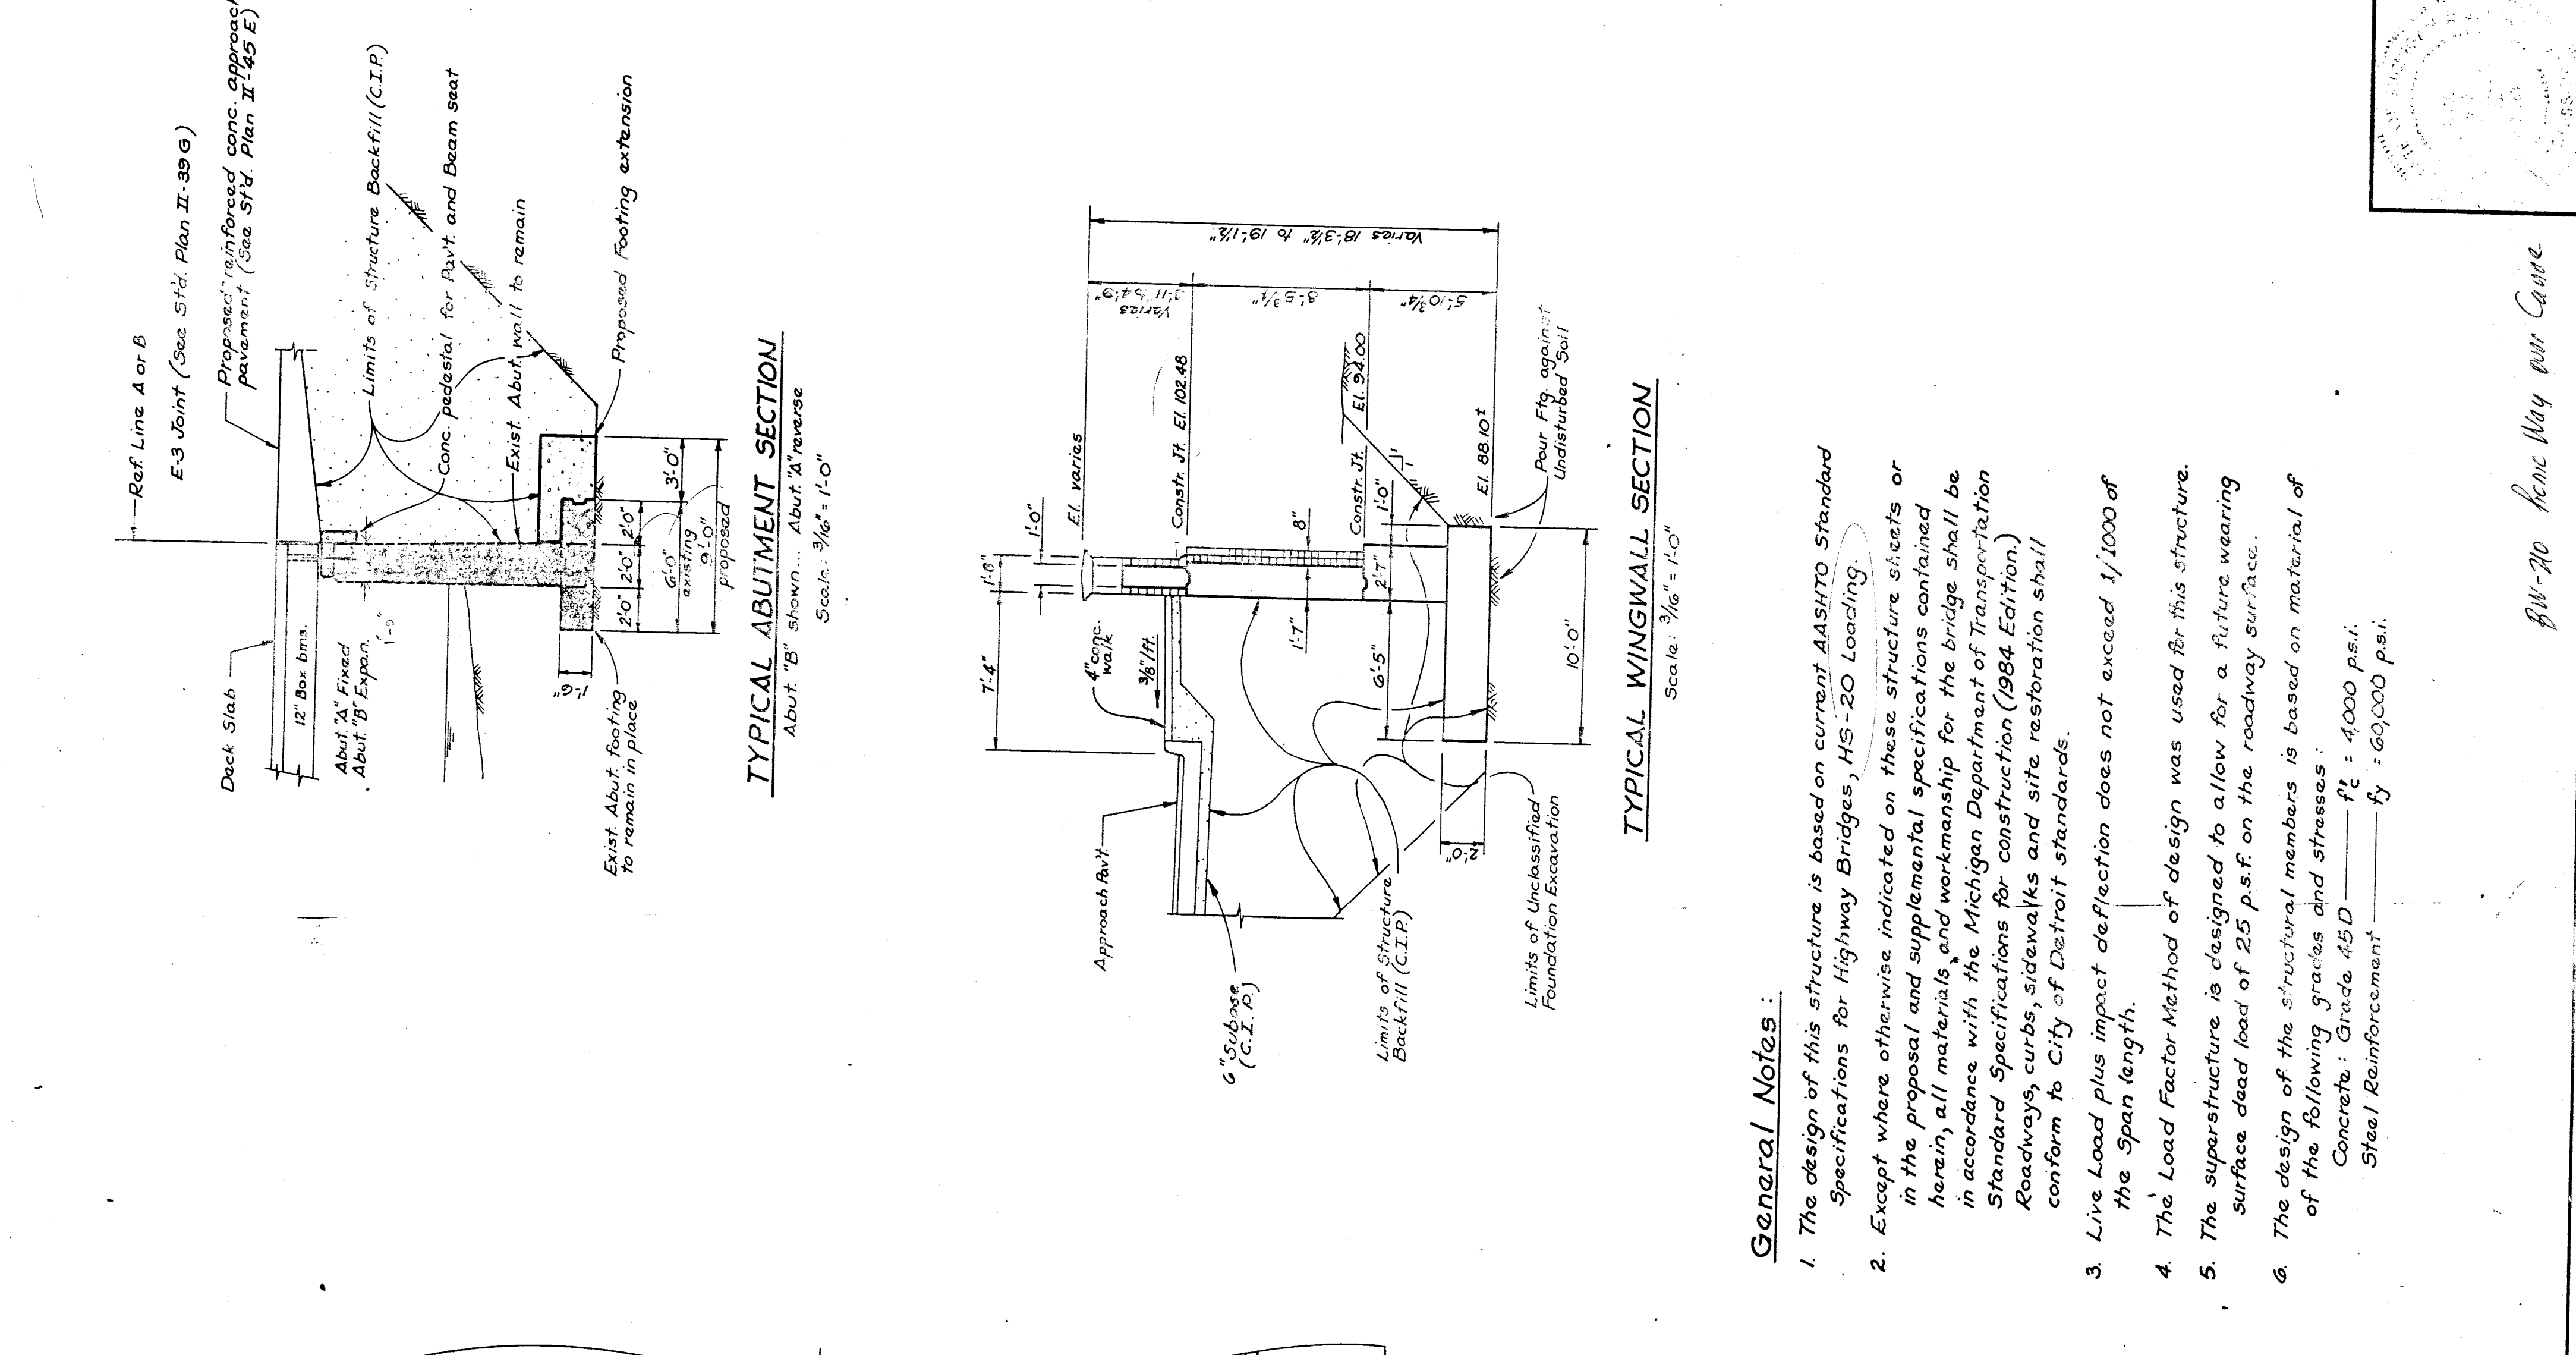 Ref. Line A or B
E-3 Joint (See St'd. Plan II-39G)
Proposed reinforced conc. approach
pavement (See St'd. Plan II-45 E)
Limits of Structure Backfill (C.I.P.)
Conc. pedestal for Pav't. and Beam seat
Exist. Abut. wall to remain
Proposed Footing extension
Deck Slab
12" Box bms.
Abut. "A" Fixed
Abut. "B" Expan.
1'-9"
1'-6"
2'-0"
2'-0"
2'-0"
3'-0"
6'-0"
existing
9'-0"
proposed
Exist. Abut. footing
to remain in place
TYPICAL ABUTMENT SECTION
Abut. "B" shown... Abut. "A" reverse
Scale: 3/16" = 1'-0"
7'-4"
1'-8"
1'-0"
El. varies
4" conc.
walk
3/8"/ft.
Approach Pav't.
6" Subbase
(C.I.P.)
Constr. Jt. El. 102.48
8"
1'-7"
Constr. Jt. El. 94.00
6'-5"
2'-7"
1'-0"
1
1
El. 88.10±
Varies
3'-11" to 4'-9"
8'-5 3/4"
5'-10 3/4"
Varies 18'-3 1/2" to 19'-1 1/2"
Pour Ftg. against
Undisturbed Soil
2'-0"
10'-0"
Limits of Structure
Backfill (C.I.P.)
Limits of Unclassified
Foundation Excavation
TYPICAL WINGWALL SECTION
Scale: 3/16" = 1'-0"
General Notes :
1. The design of this structure is based on current AASHTO Standard
Specifications for Highway Bridges, HS-20 Loading.
2. Except where otherwise indicated on these structure sheets or
in the proposal and supplemental specifications contained
herein, all materials and workmanship for the bridge shall be
in accordance with the Michigan Department of Transportation
Standard Specifications for construction (1984 Edition.)
Roadways, curbs, sidewalks and site restoration shall
conform to City of Detroit standards.
3. Live Load plus impact deflection does not exceed 1/1000 of
the Span length.
4. The Load Factor Method of design was used for this structure.
5. The superstructure is designed to allow for a future wearing
surface dead load of 25 p.s.f. on the roadway surface.
6. The design of the structural members is based on material of
of the following grades and stresses :
Concrete : Grade 45D — f'c = 4,000 p.s.i.
Steel Reinforcement — fy = 60,000 p.s.i.
Picnic Way over Canoe